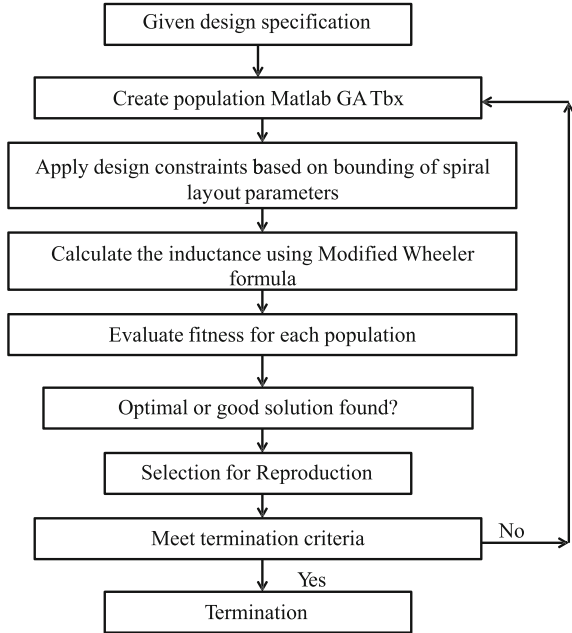 Given design specification
Create population Matlab GA Tbx
Apply design constraints based on bounding of spiral
layout parameters
Calculate the inductance using Modified Wheeler
formula
Evaluate fitness for each population
Optimal or good solution found?
Selection for Reproduction
Meet termination criteria
No
Yes
Termination